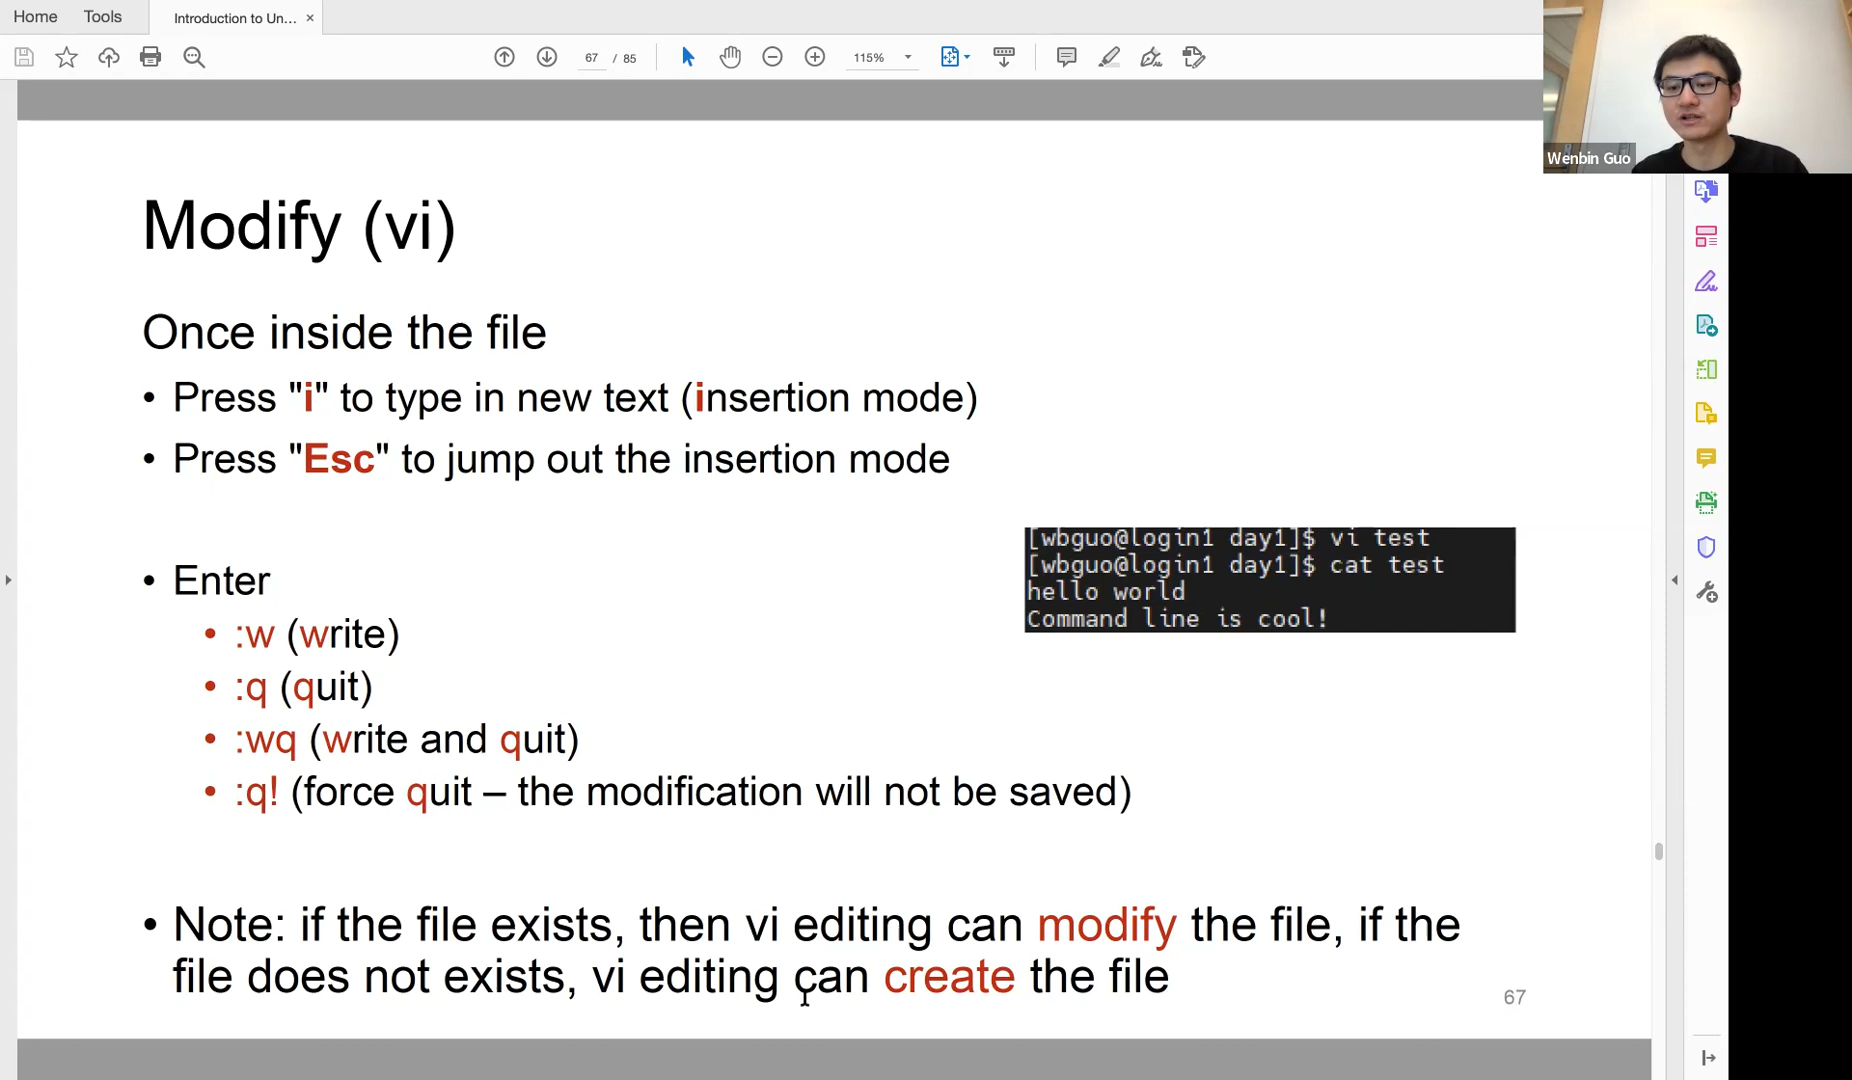 Home Tools Introduction to Un... ×
67 / 85 115%
Wenbin Guo
Modify (vi)
Once inside the file
• Press "i" to type in new text (insertion mode)
• Press "Esc" to jump out the insertion mode
[wbguo@login1 day1]$ vi test
[wbguo@login1 day1]$ cat test
hello world
Command line is cool!
• Enter
• :w (write)
• :q (quit)
• :wq (write and quit)
• :q! (force quit – the modification will not be saved)
• Note: if the file exists, then vi editing can modify the file, if the
file does not exists, vi editing can create the file
67